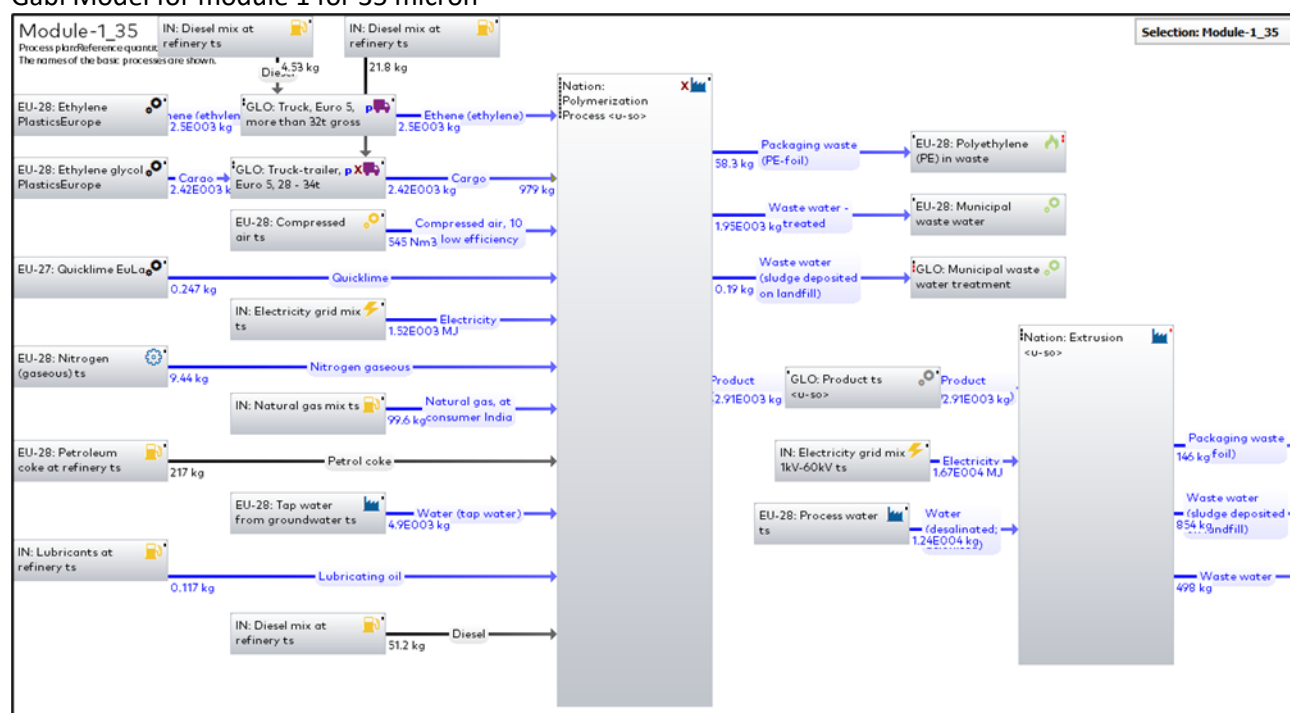 Gabi Model for module 1 for 35 micron
Module-1_35
Process plan:Reference quantit
The names of the basic processes are shown.
IN: Diesel mix at
refinery ts
IN: Diesel mix at
refinery ts
Selection: Module-1_35
Diesel
4.53 kg
21.8 kg
EU-28: Ethylene
PlasticsEurope
hene (ethylen
2.5E003 kg
GLO: Truck, Euro 5,
more than 32t gross
Ethene (ethylene)
2.5E003 kg
EU-28: Ethylene glycol
PlasticsEurope
Cargo
2.42E003 k
GLO: Truck-trailer,
Euro 5, 28 - 34t
Cargo
2.42E003 kg
979 kg
EU-28: Compressed
air ts
Compressed air, 10
545 Nm3 low efficiency
EU-27: Quicklime EuLa
Quicklime
0.247 kg
IN: Electricity grid mix
ts
Electricity
1.52E003 MJ
EU-28: Nitrogen
(gaseous) ts
Nitrogen gaseous
9.44 kg
IN: Natural gas mix ts
Natural gas, at
99.6 kg consumer India
EU-28: Petroleum
coke at refinery ts
Petrol coke
217 kg
EU-28: Tap water
from groundwater ts
Water (tap water)
4.9E003 kg
IN: Lubricants at
refinery ts
Lubricating oil
0.117 kg
IN: Diesel mix at
refinery ts
Diesel
51.2 kg
Nation:
Polymerization
Process <u-so>
Packaging waste
58.3 kg (PE-foil)
EU-28: Polyethylene
(PE) in waste
Waste water -
1.95E003 kg treated
EU-28: Municipal
waste water
Waste water
(sludge deposited
0.19 kg on landfill)
GLO: Municipal waste
water treatment
Product
2.91E003 kg
GLO: Product ts
<u-so>
Product
2.91E003 kg)
Nation: Extrusion
<u-so>
IN: Electricity grid mix
1kV-60kV ts
Electricity
1.67E004 MJ
EU-28: Process water
ts
Water
(desalinated;
1.24E004 kg
Packaging waste
146 kg foil)
Waste water
(sludge deposited
854 kg
Waste water
498 kg